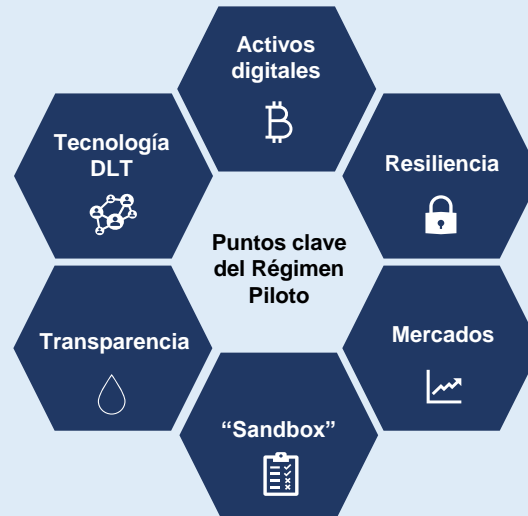 Activos
digitales
Tecnología
DLT
Resiliencia
Puntos clave
del Régimen
Piloto
Transparencia
Mercados
“Sandbox”